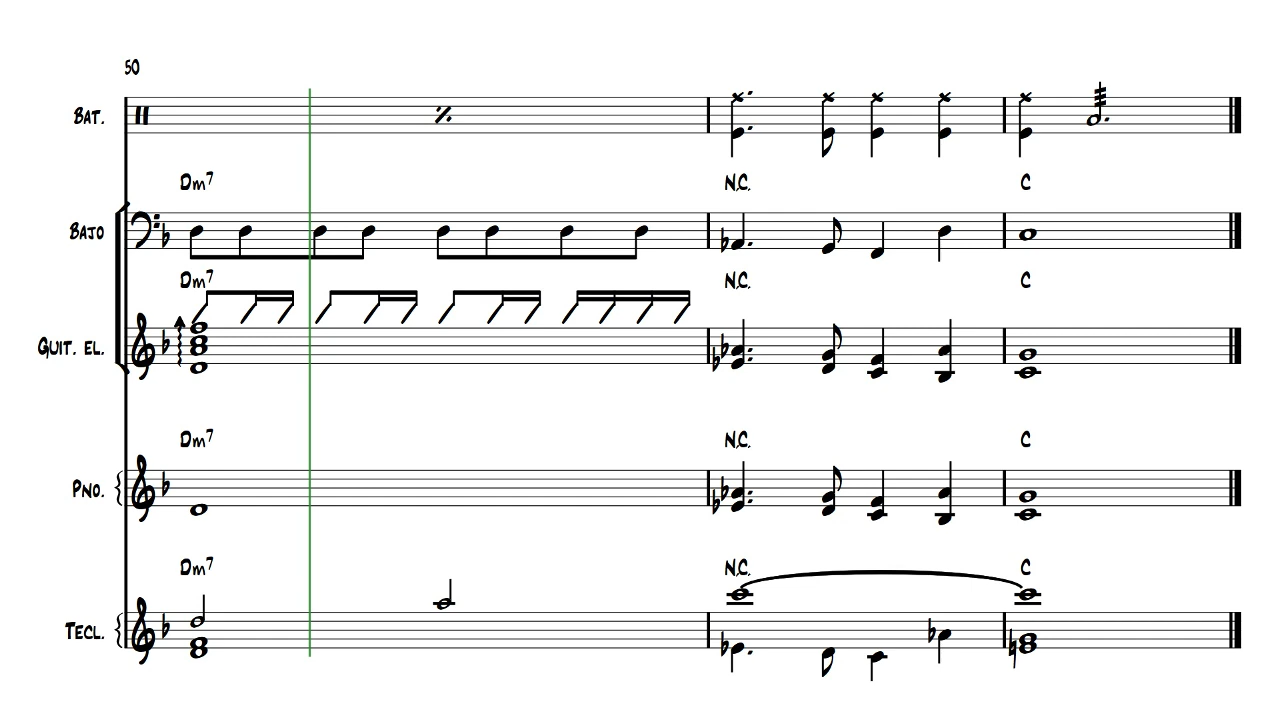 50
BAT.
Dm7 N.C. C
BAJO
Dm7 N.C. C
GUIT. EL.
Dm7 N.C. C
PNO.
Dm7 N.C. C
TECL.